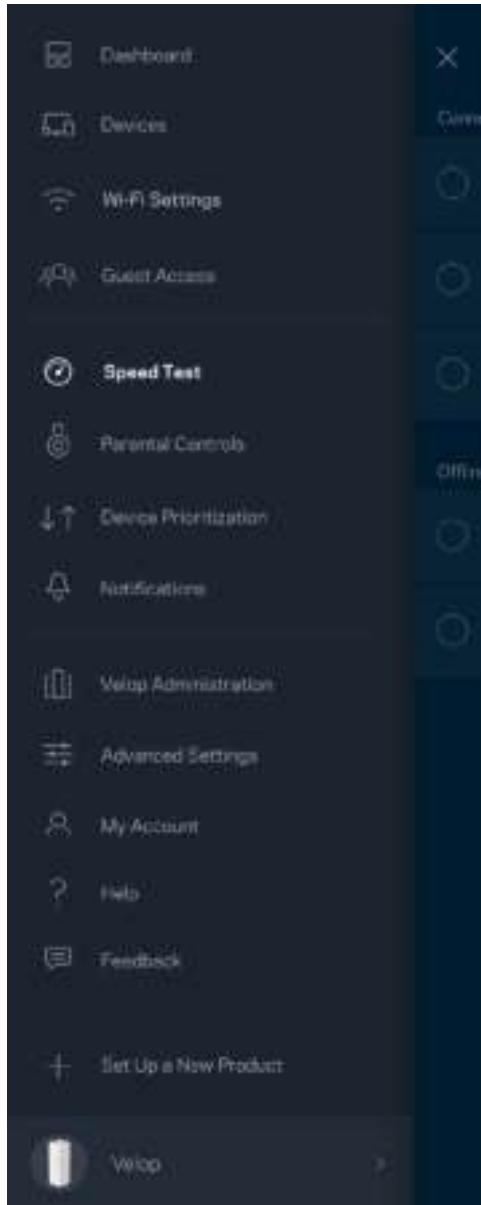 Dashboard
Devices
Wi-Fi Settings
Guest Access
Speed Test
Parental Controls
Device Prioritization
Notifications
Velop Administration
Advanced Settings
My Account
Help
Feedback
Set Up a New Product
Velop